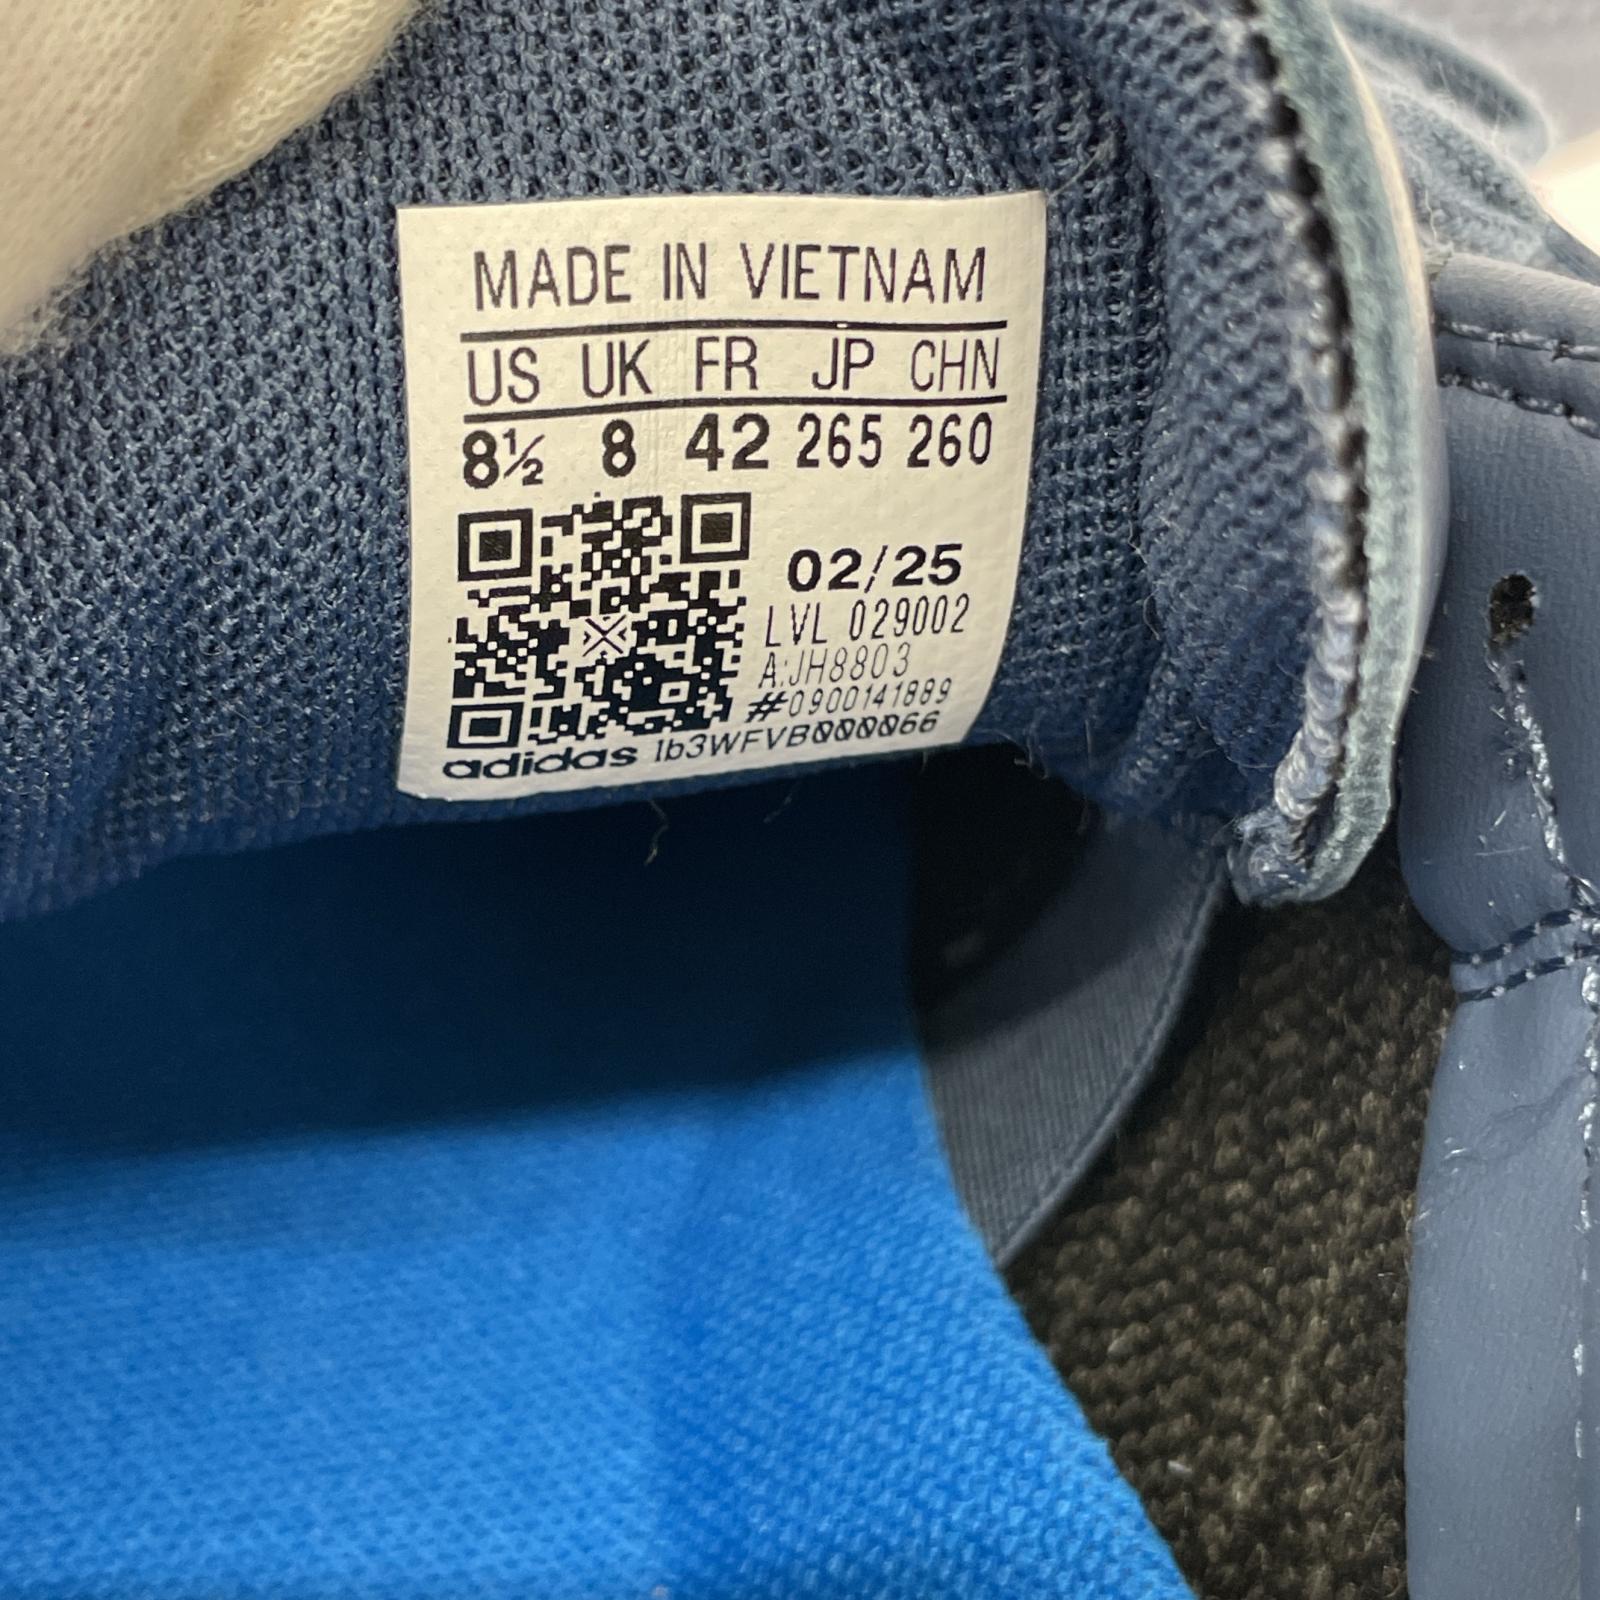 MADE IN VIETNAM
US UK FR JP CHN
8½ 8 42 265 260
02/25
LVL 029002
A:JH8803
#0900141889
adidas 1b3WFVB000066